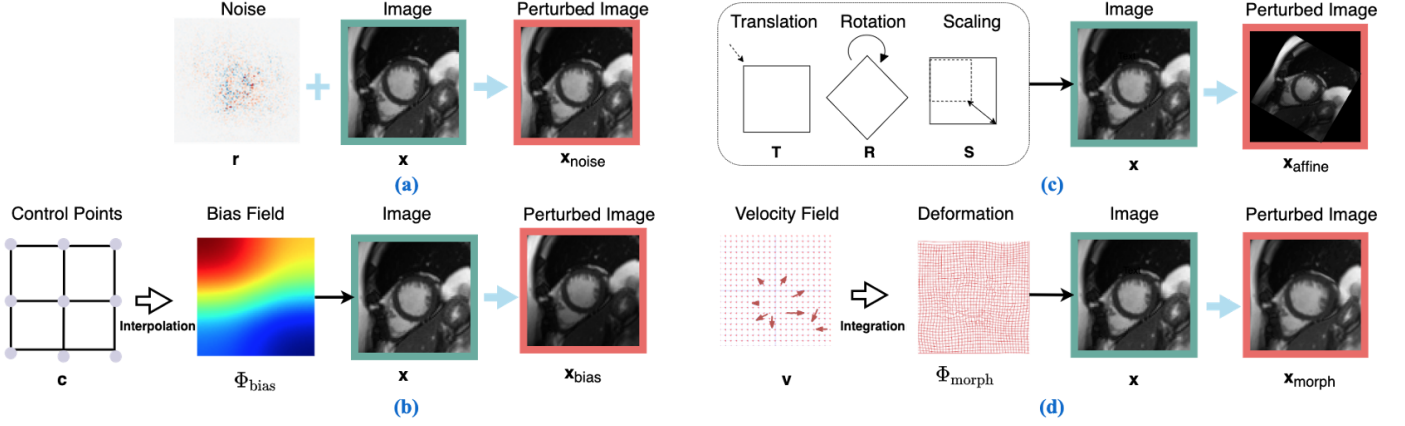 Noise Image Perturbed Image
r x x_noise
(a)
Control Points Bias Field Image Perturbed Image
Interpolation
c Φ_bias x x_bias
(b)
Image Perturbed Image
Translation Rotation Scaling
T R S x x_affine
(c)
Velocity Field Deformation Image Perturbed Image
Integration
v Φ_morph x x_morph
(d)